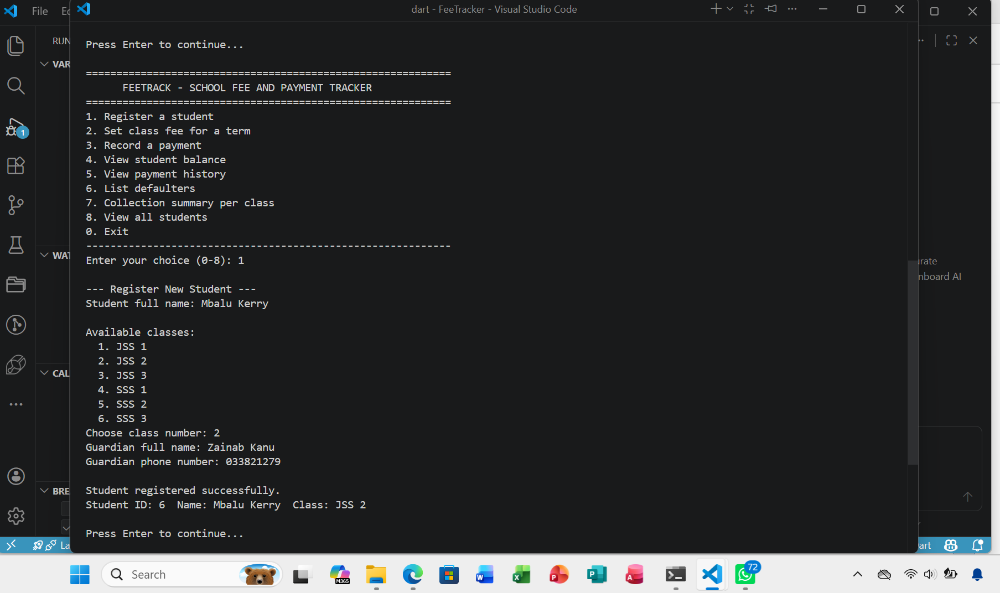 File
dart - FeeTracker - Visual Studio Code
RUN
VAR
WAT
CAL
BRE
1
Press Enter to continue...
============================================================
FEETRACK - SCHOOL FEE AND PAYMENT TRACKER
============================================================
1. Register a student
2. Set class fee for a term
3. Record a payment
4. View student balance
5. View payment history
6. List defaulters
7. Collection summary per class
8. View all students
0. Exit
------------------------------------------------------------
Enter your choice (0-8): 1
--- Register New Student ---
Student full name: Mbalu Kerry
Available classes:
1. JSS 1
2. JSS 2
3. JSS 3
4. SSS 1
5. SSS 2
6. SSS 3
Choose class number: 2
Guardian full name: Zainab Kanu
Guardian phone number: 033821279
Student registered successfully.
Student ID: 6  Name: Mbalu Kerry  Class: JSS 2
Press Enter to continue...
urate
nboard AI
La
art
Search
M365
72